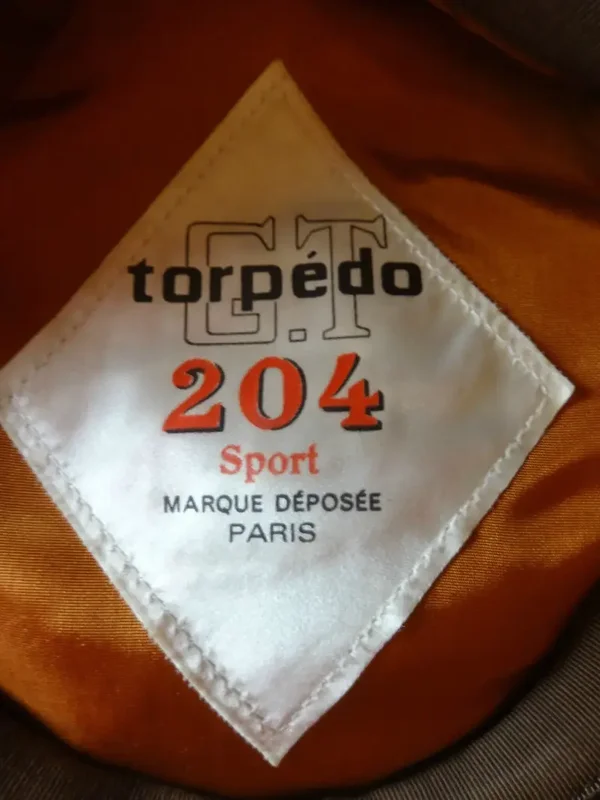 G.T
torpédo
204
Sport
MARQUE DÉPOSÉE
PARIS